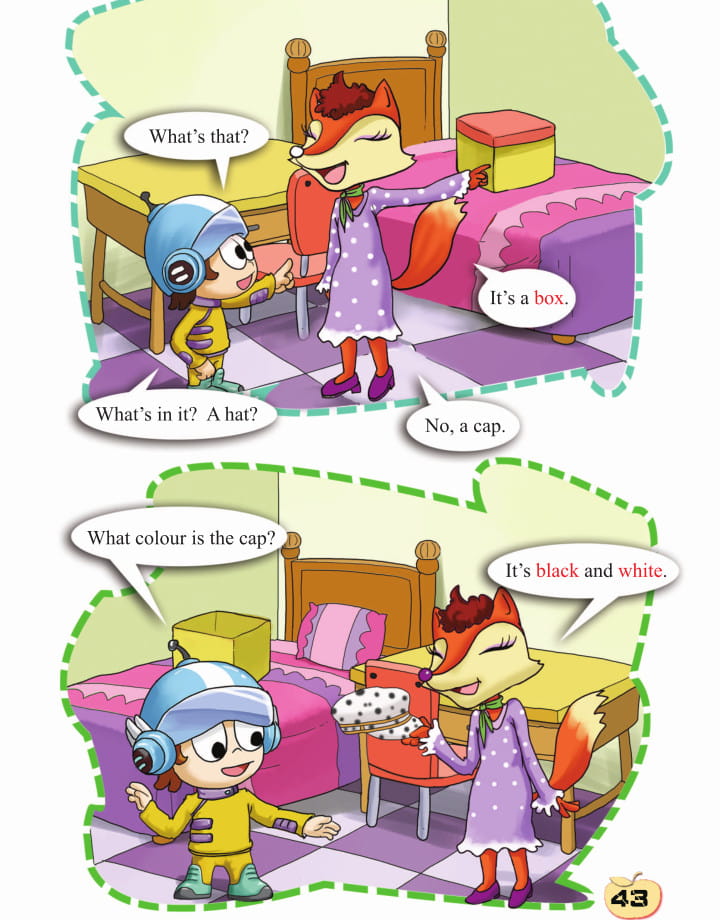 What's that?
It's a box.
What's in it?  A hat?
No, a cap.
What colour is the cap?
It's black and white.
43